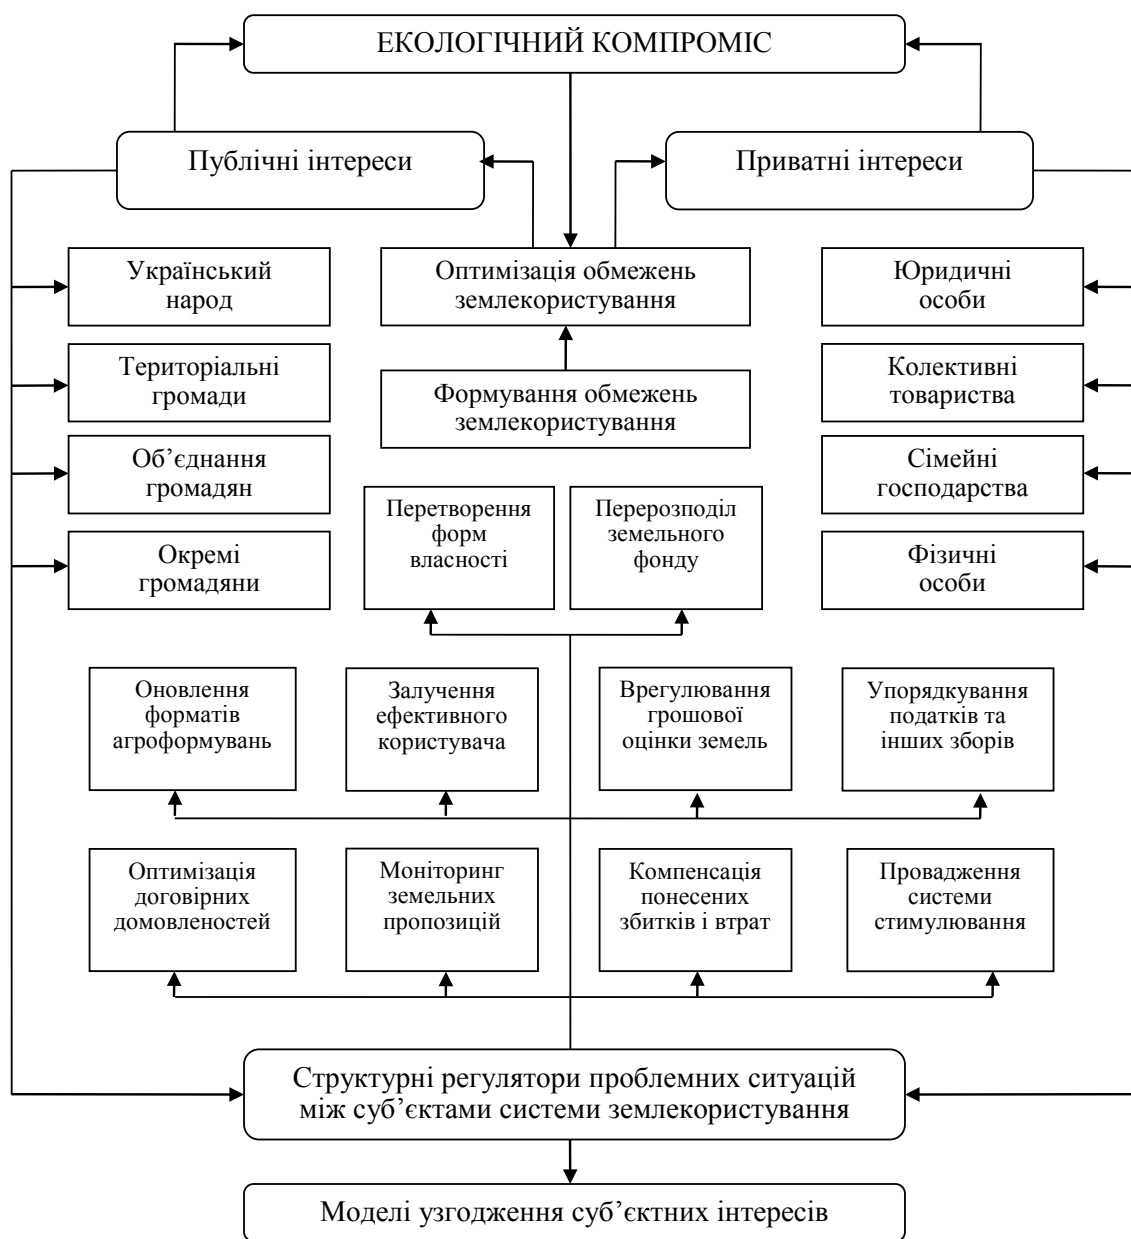 ЕКОЛОГІЧНИЙ КОМПРОМІС
Публічні інтереси
Приватні інтереси
Український
народ
Оптимізація обмежень
землекористування
Юридичні
особи
Територіальні
громади
Формування обмежень
землекористування
Колективні
товариства
Об’єднання
громадян
Сімейні
господарства
Перетворення
форм
власності
Перерозподіл
земельного
фонду
Окремі
громадяни
Фізичні
особи
Оновлення
форматів
агроформувань
Залучення
ефективного
користувача
Врегулювання
грошової
оцінки земель
Упорядкування
податків та
інших зборів
Оптимізація
договірних
домовленостей
Моніторинг
земельних
пропозицій
Компенсація
понесених
збитків і втрат
Провадження
системи
стимулювання
Структурні регулятори проблемних ситуацій
між суб’єктами системи землекористування
Моделі узгодження суб’єктних інтересів